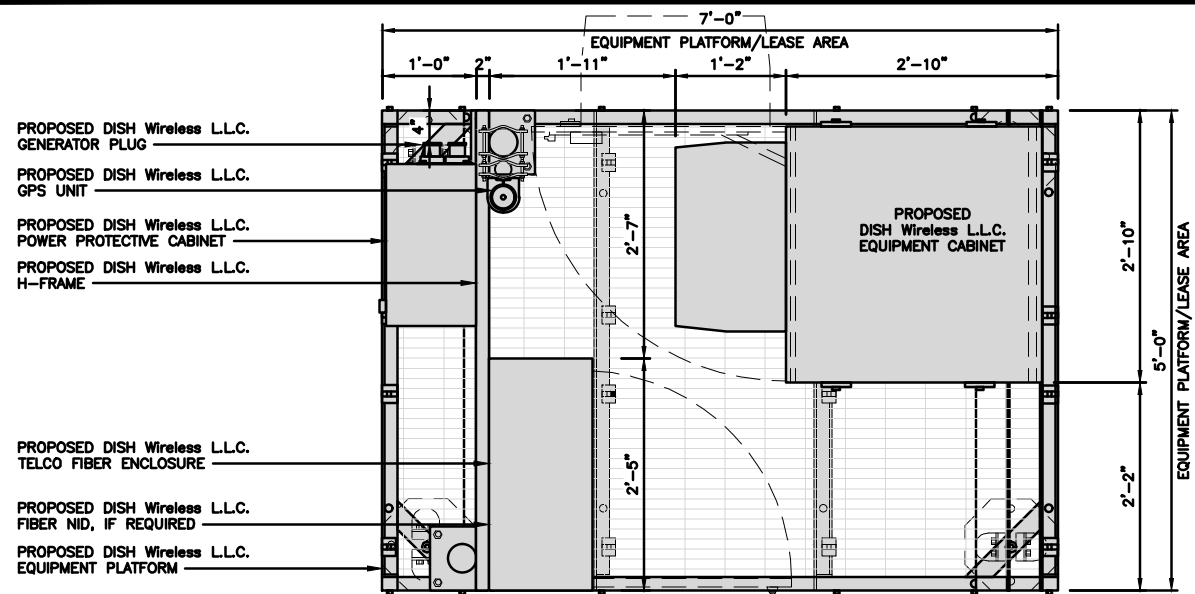 7'-0"
EQUIPMENT PLATFORM/LEASE AREA
1'-0" 2" 1'-11" 1'-2" 2'-10"
PROPOSED DISH Wireless L.L.C.
GENERATOR PLUG
4"
PROPOSED DISH Wireless L.L.C.
GPS UNIT
PROPOSED DISH Wireless L.L.C.
POWER PROTECTIVE CABINET
PROPOSED DISH Wireless L.L.C.
H-FRAME
PROPOSED DISH Wireless L.L.C.
TELCO FIBER ENCLOSURE
PROPOSED DISH Wireless L.L.C.
FIBER NID, IF REQUIRED
PROPOSED DISH Wireless L.L.C.
EQUIPMENT PLATFORM
2'-7"
2'-5"
PROPOSED
DISH Wireless L.L.C.
EQUIPMENT CABINET
2'-10"
2'-2"
5'-0"
EQUIPMENT PLATFORM/LEASE AREA